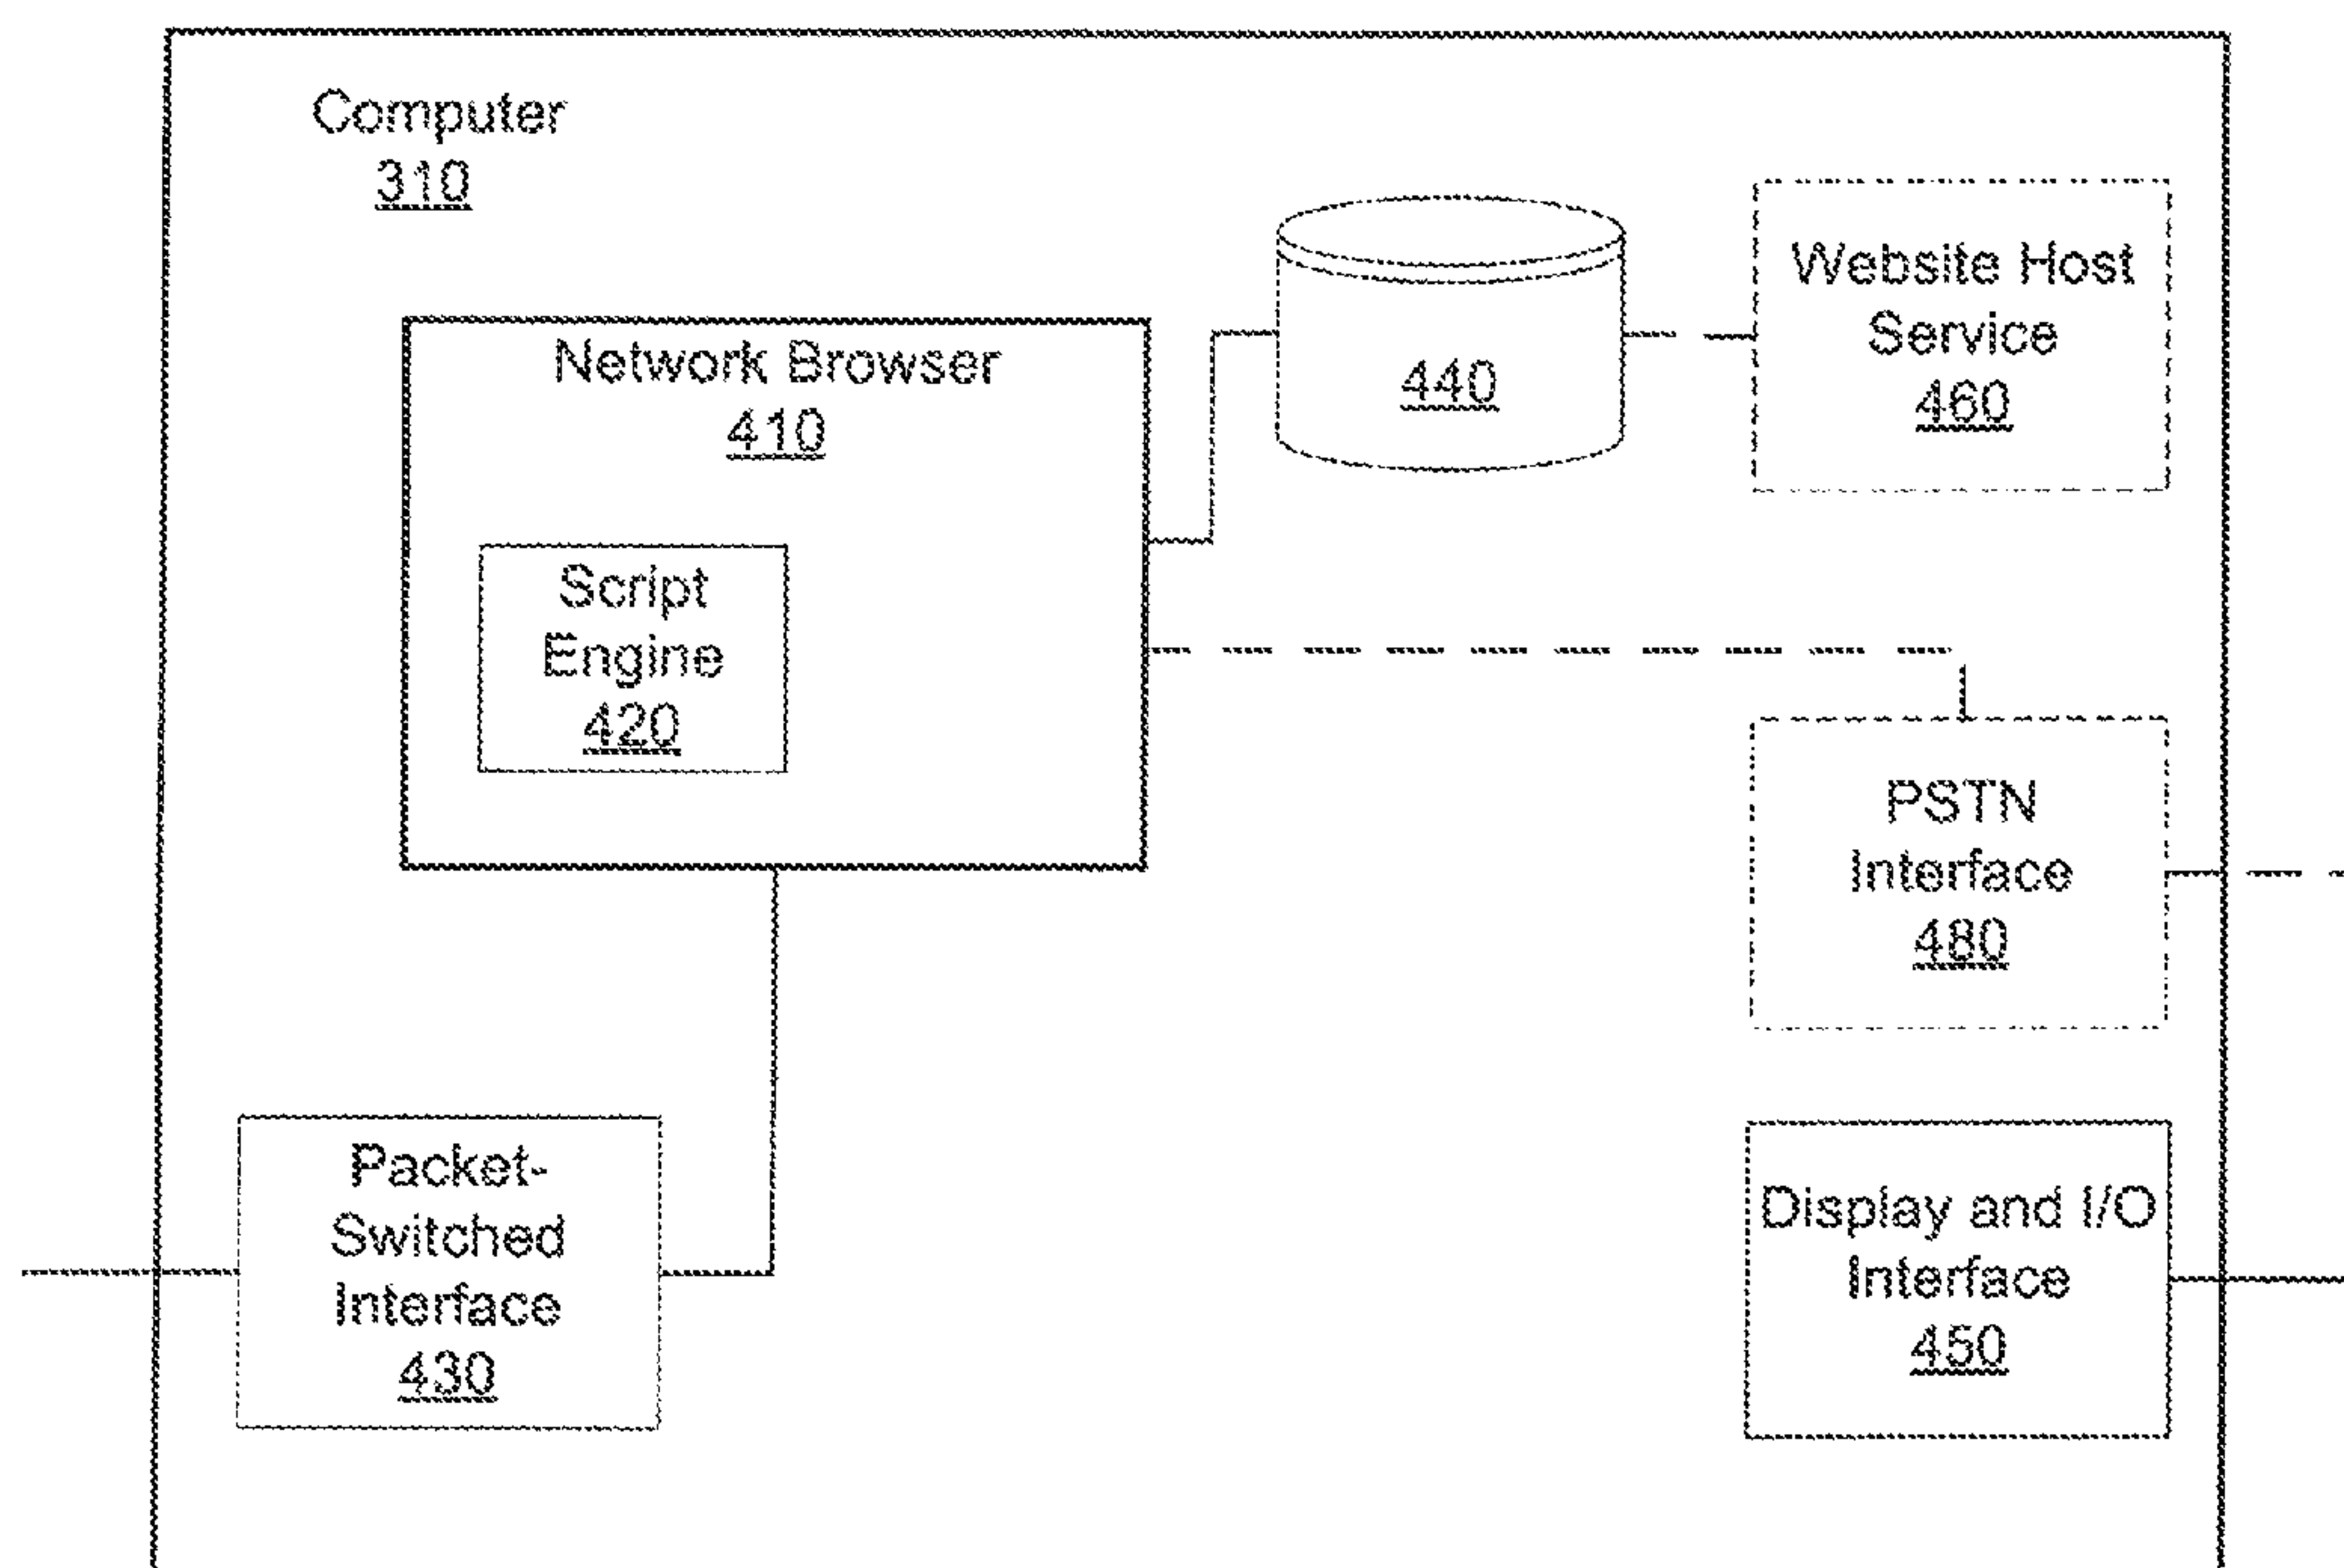 Computer
310
Network Browser
410
Script
Engine
420
440
Website Host
Service
460
PSTN
Interface
480
Packet-
Switched
Interface
430
Display and I/O
Interface
450